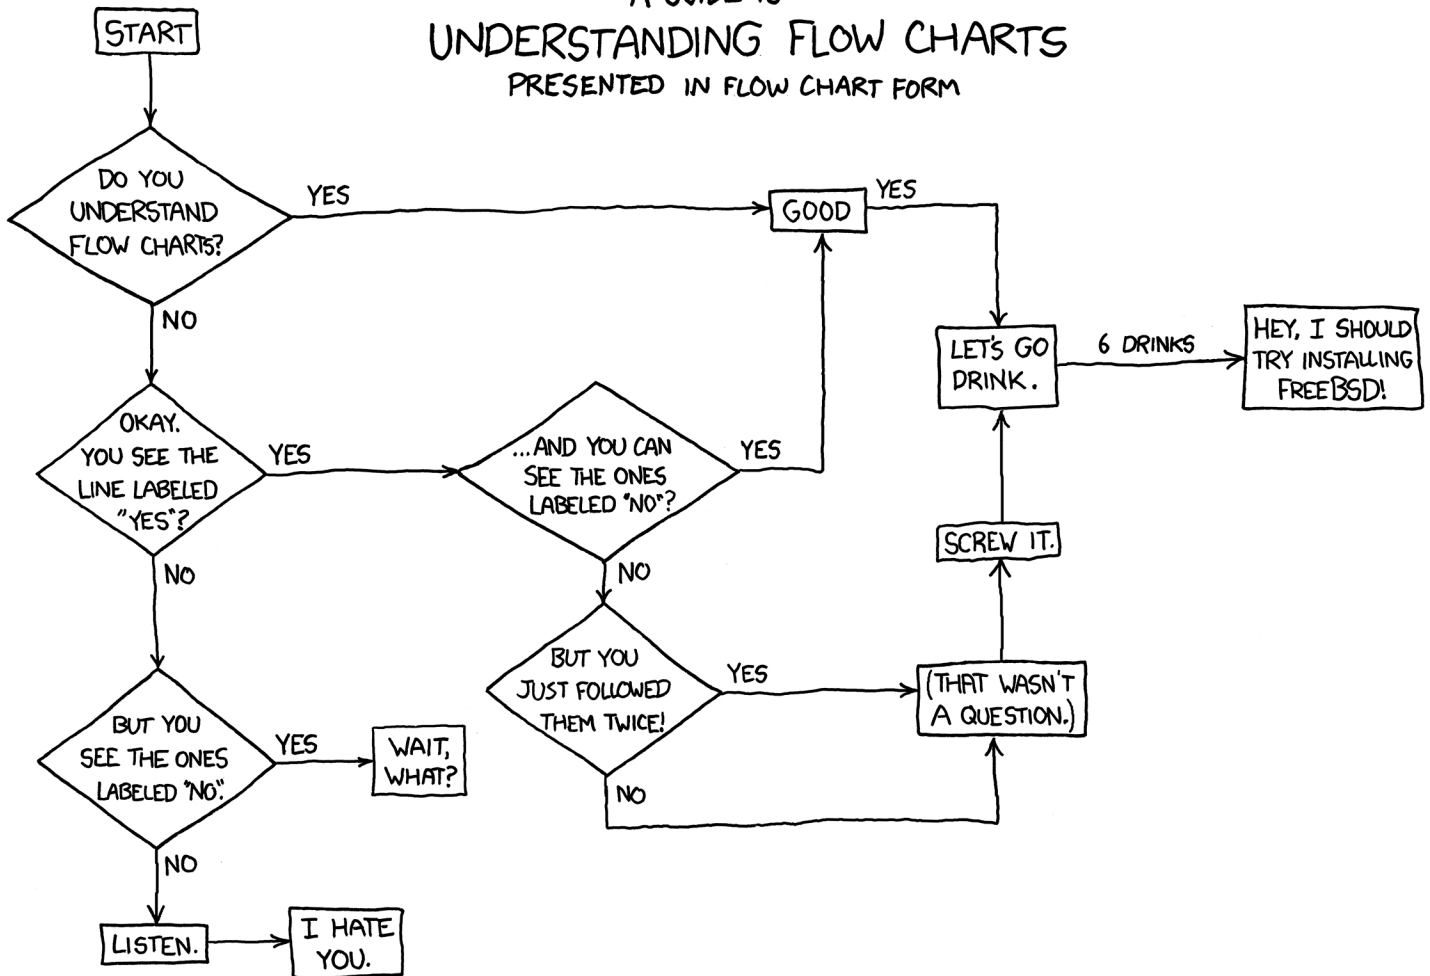 A GUIDE TO
UNDERSTANDING FLOW CHARTS
PRESENTED IN FLOW CHART FORM
START
DO YOU
UNDERSTAND
FLOW CHARTS?
YES
GOOD
YES
NO
LET'S GO
DRINK.
6 DRINKS
HEY, I SHOULD
TRY INSTALLING
FREEBSD!
OKAY.
YOU SEE THE
LINE LABELED
"YES"?
YES
...AND YOU CAN
SEE THE ONES
LABELED "NO"?
YES
NO
NO
SCREW IT.
BUT YOU
JUST FOLLOWED
THEM TWICE!
YES
(THAT WASN'T
A QUESTION.)
NO
BUT YOU
SEE THE ONES
LABELED "NO".
YES
WAIT,
WHAT?
NO
LISTEN.
I HATE
YOU.